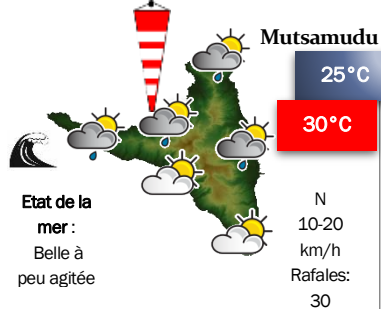 Mutsamudu
25°C
30°C
Etat de la
mer :
Belle à
peu agitée
N
10-20
km/h
Rafales:
30